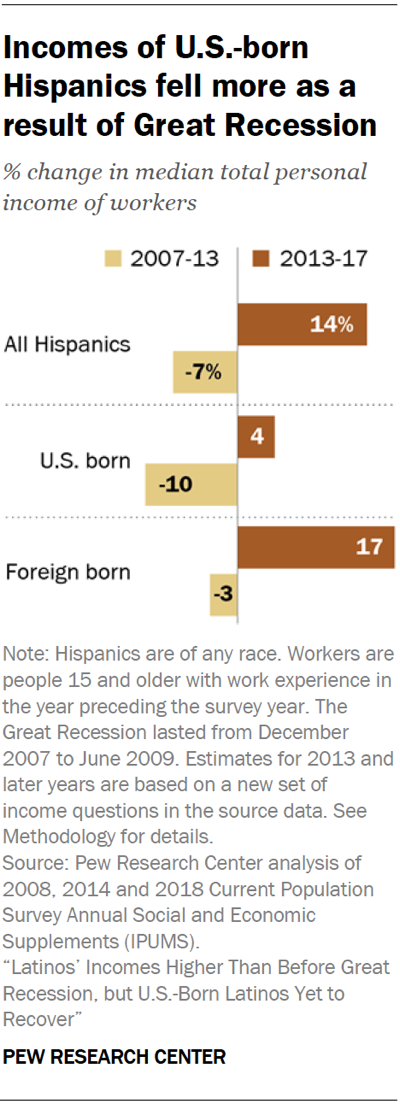 Incomes of U.S.-born
Hispanics fell more as a
result of Great Recession
% change in median total personal
income of workers
2007-13 2013-17
14%
All Hispanics
-7%
4
U.S. born
-10
17
Foreign born
-3
Note: Hispanics are of any race. Workers are
people 15 and older with work experience in
the year preceding the survey year. The
Great Recession lasted from December
2007 to June 2009. Estimates for 2013 and
later years are based on a new set of
income questions in the source data. See
Methodology for details.
Source: Pew Research Center analysis of
2008, 2014 and 2018 Current Population
Survey Annual Social and Economic
Supplements (IPUMS).
“Latinos’ Incomes Higher Than Before Great
Recession, but U.S.-Born Latinos Yet to
Recover”
PEW RESEARCH CENTER